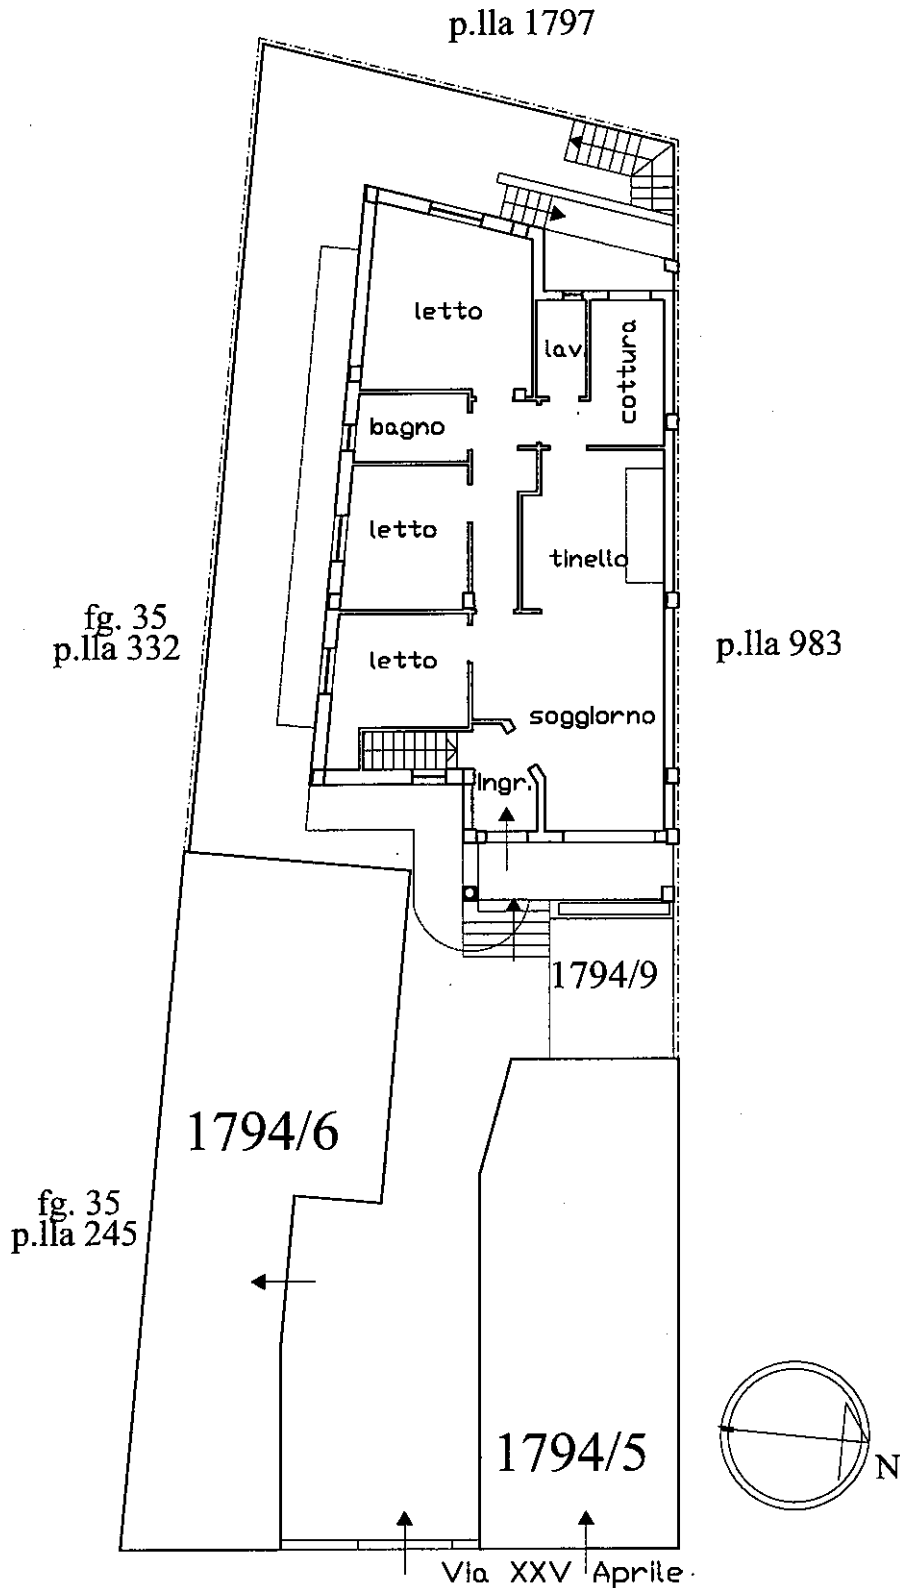 p.lla 1797
letto
lav.
cottura
bagno
letto
tinello
fg. 35
p.lla 332
letto
p.lla 983
soggiorno
Ingr.
1794/9
1794/6
fg. 35
p.lla 245
1794/5
N
Via XXV Aprile